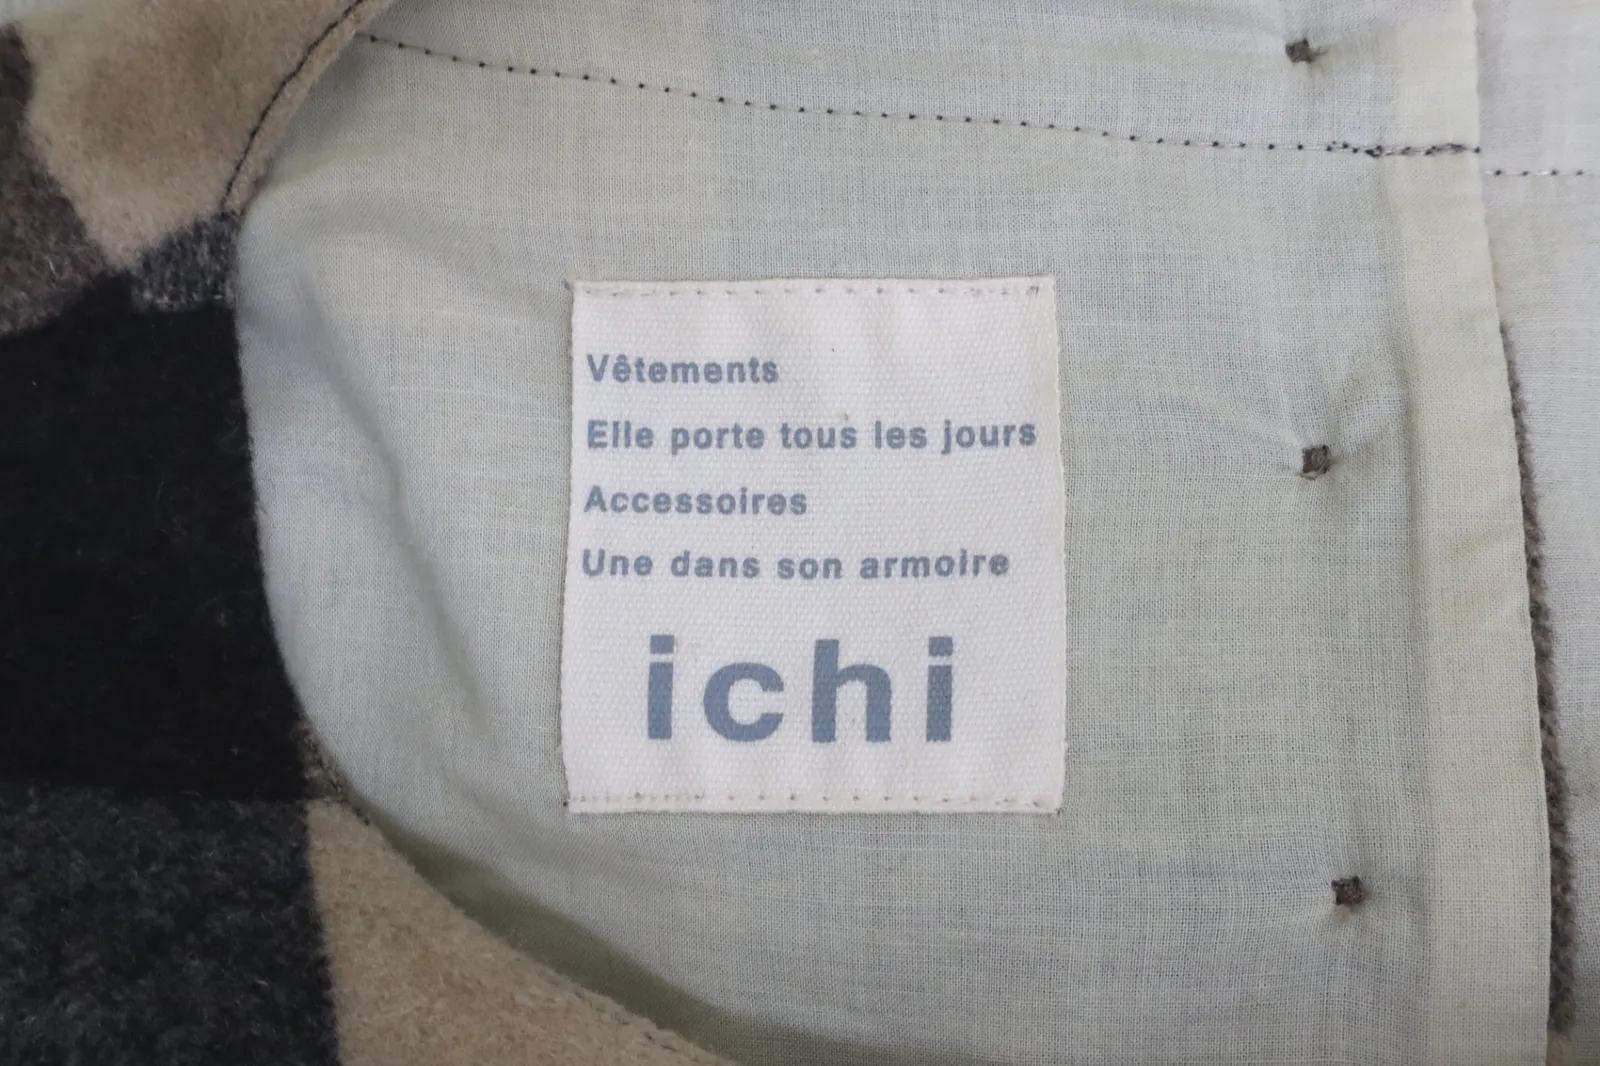 Vêtements
Elle porte tous les jours
Accessoires
Une dans son armoire
ichi